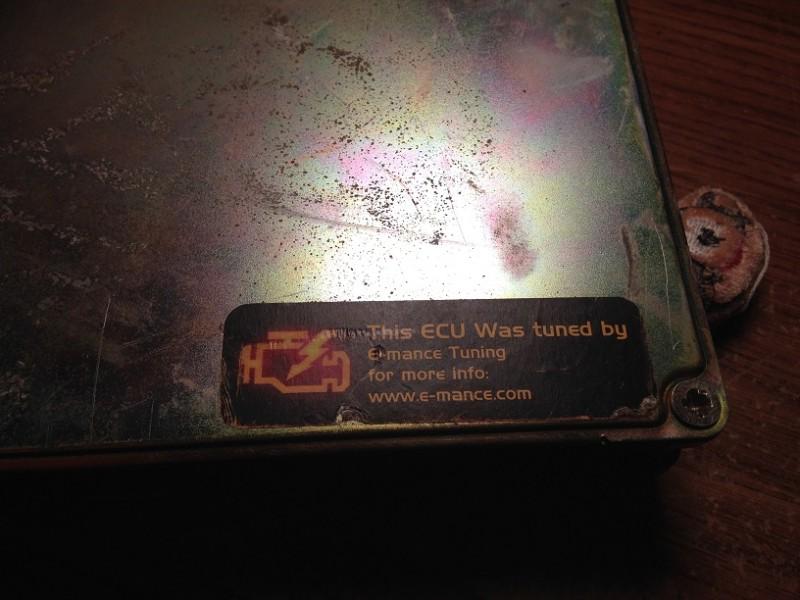 This ECU Was tuned by
E-mance Tuning
for more info:
www.e-mance.com